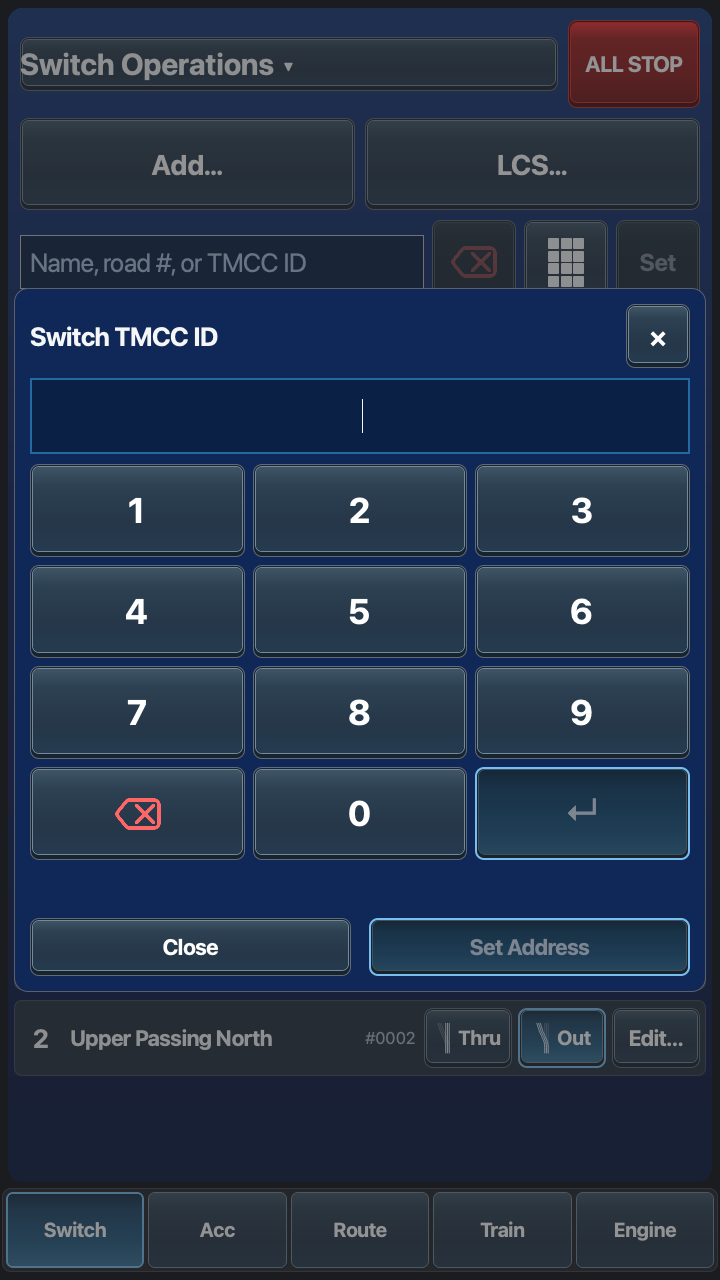 Switch Operations ▾
ALL STOP
Add...
LCS...
Name, road #, or TMCC ID
Set
Switch TMCC ID
×
1 2 3
4 5 6
7 8 9
0
Close
Set Address
2 Upper Passing North #0002 Thru Out Edit...
Switch Acc Route Train Engine